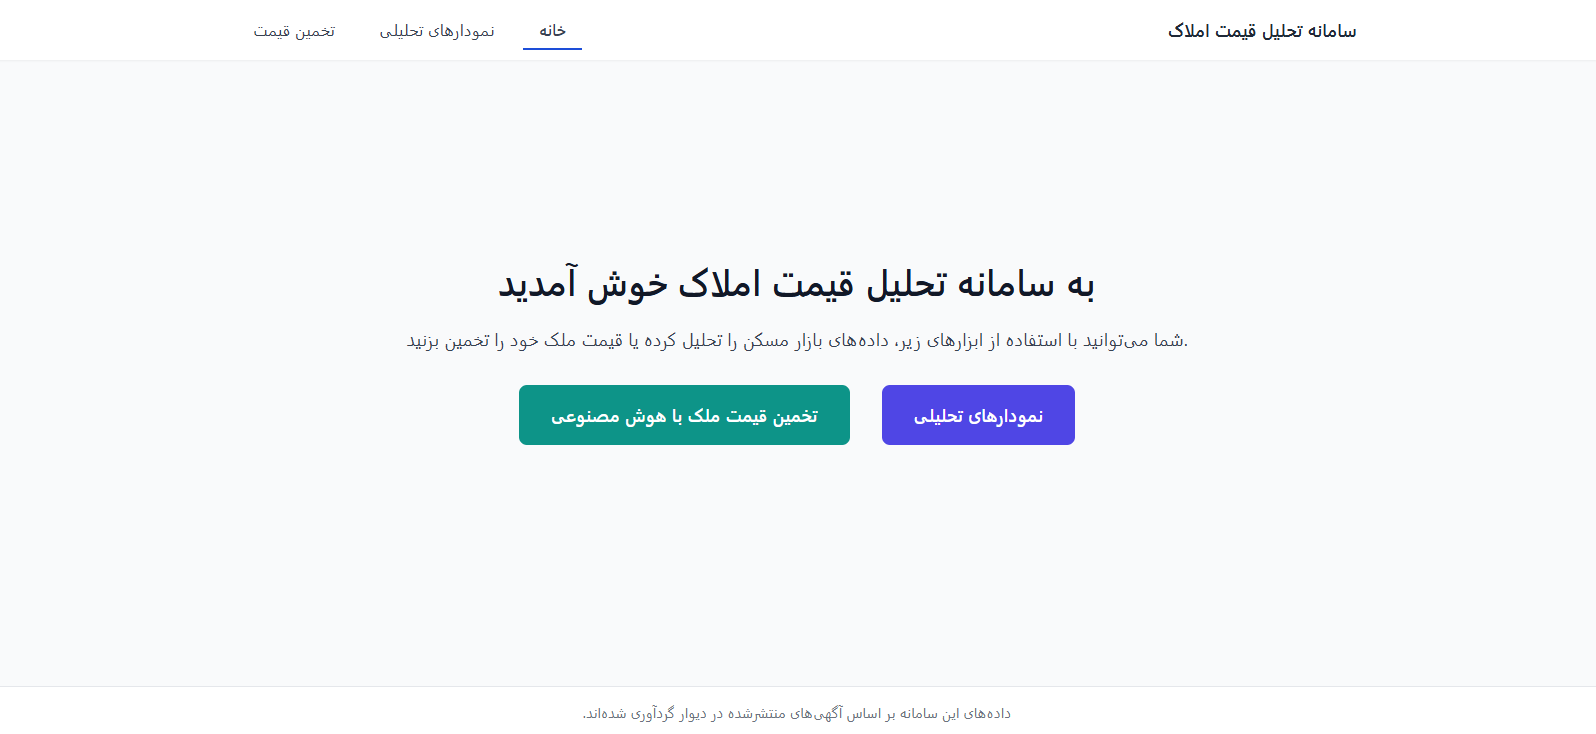 سامانه تحلیل قیمت املاک
خانه
نمودارهای تحلیلی
تخمین قیمت
به سامانه تحلیل قیمت املاک خوش آمدید
شما می‌توانید با استفاده از ابزارهای زیر، داده‌های بازار مسکن را تحلیل کرده یا قیمت ملک خود را تخمین بزنید.
نمودارهای تحلیلی
تخمین قیمت ملک با هوش مصنوعی
داده‌های این سامانه بر اساس آگهی‌های منتشرشده در دیوار گردآوری شده‌اند.